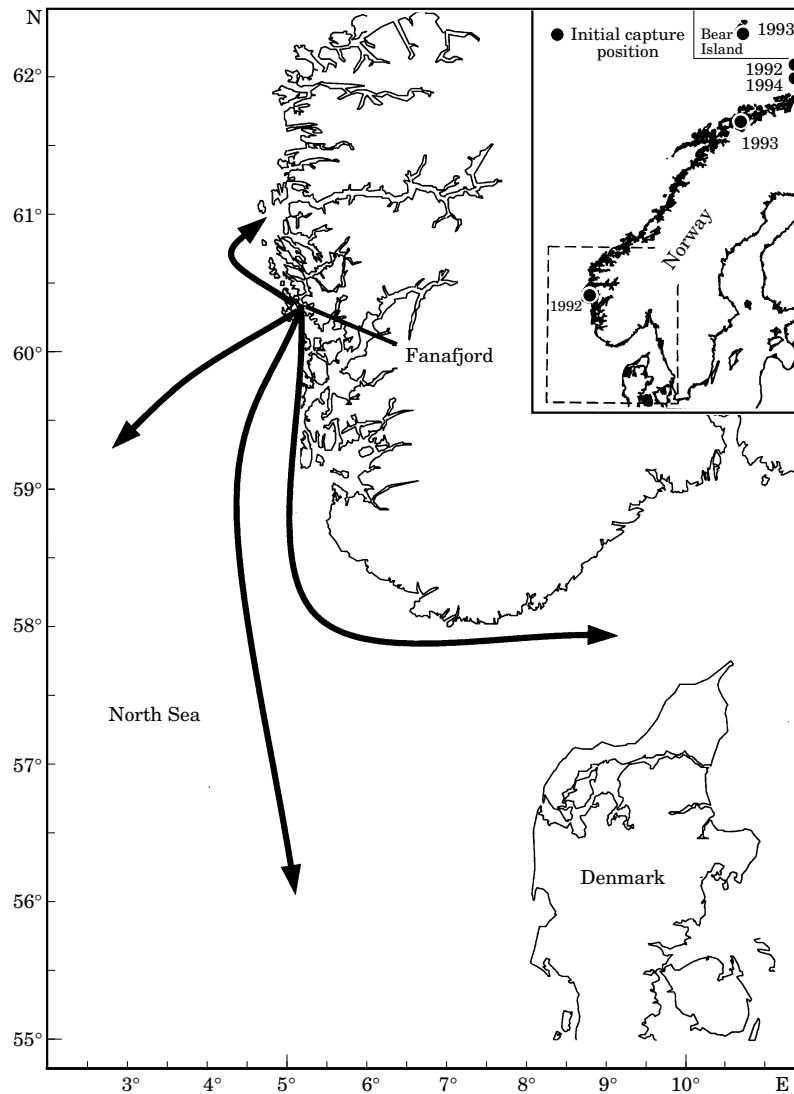 N
62°
61°
60°
59°
58°
57°
56°
55°
3°
4°
5°
6°
7°
8°
9°
10°
E
Initial capture
position
Bear
Island
1993
1992
1994
1993
Norway
1992
Fanafjord
North Sea
Denmark